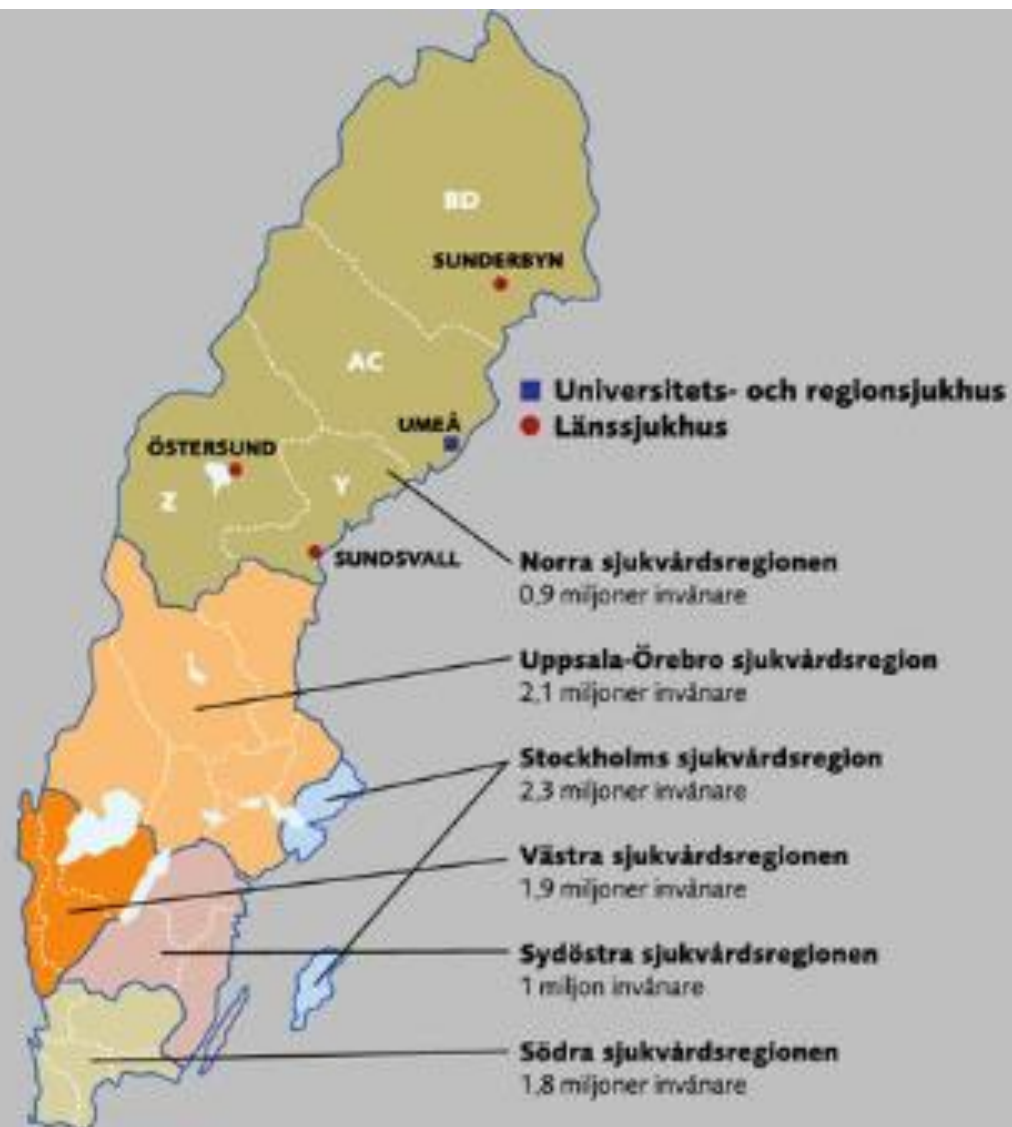 BD
SUNDERBYN
AC
UMEÅ
ÖSTERSUND
Z
Y
SUNDSVALL
Universitets- och regionsjukhus
Länssjukhus
Norra sjukvårdsregionen
0,9 miljoner invånare
Uppsala-Örebro sjukvårdsregion
2,1 miljoner invånare
Stockholms sjukvårdsregion
2,3 miljoner invånare
Västra sjukvårdsregionen
1,9 miljoner invånare
Sydöstra sjukvårdsregionen
1 miljon invånare
Södra sjukvårdsregionen
1,8 miljoner invånare